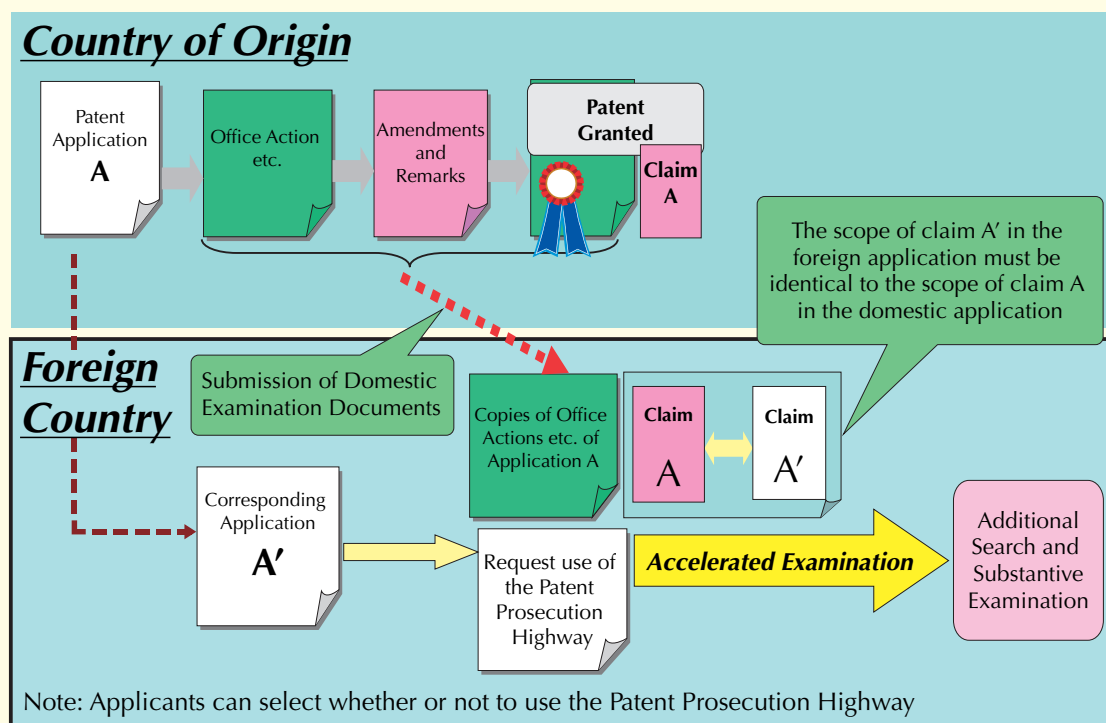 Country of Origin
Patent
Application
A
Office Action
etc.
Amendments
and
Remarks
Patent
Granted
Claim
A
The scope of claim A′ in the
foreign application must be
identical to the scope of claim A
in the domestic application
Foreign
Country
Submission of Domestic
Examination Documents
Copies of Office
Actions etc. of
Application A
Claim
A
Claim
A′
Corresponding
Application
A′
Request use of
the Patent
Prosecution
Highway
Accelerated Examination
Additional
Search and
Substantive
Examination
Note: Applicants can select whether or not to use the Patent Prosecution Highway